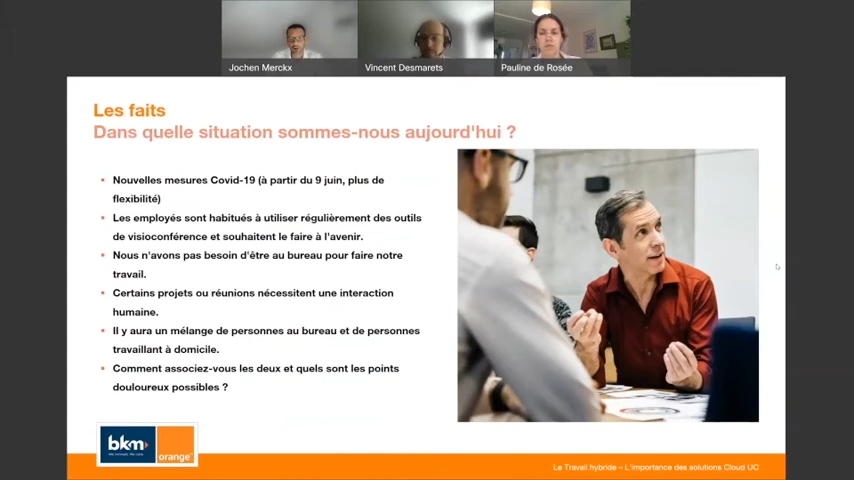 Jochen Merckx
Vincent Desmarets
Pauline de Rosée
Les faits
Dans quelle situation sommes-nous aujourd'hui ?
Nouvelles mesures Covid-19 (à partir du 9 juin, plus de
flexibilité)
Les employés sont habitués à utiliser régulièrement des outils
de visioconférence et souhaitent le faire à l'avenir.
Nous n'avons pas besoin d'être au bureau pour faire notre
travail.
Certains projets ou réunions nécessitent une interaction
humaine.
Il y aura un mélange de personnes au bureau et de personnes
travaillant à domicile.
Comment associez-vous les deux et quels sont les points
douloureux possibles ?
bkm
orange
Le Travail hybride – L'importance des solutions Cloud UC